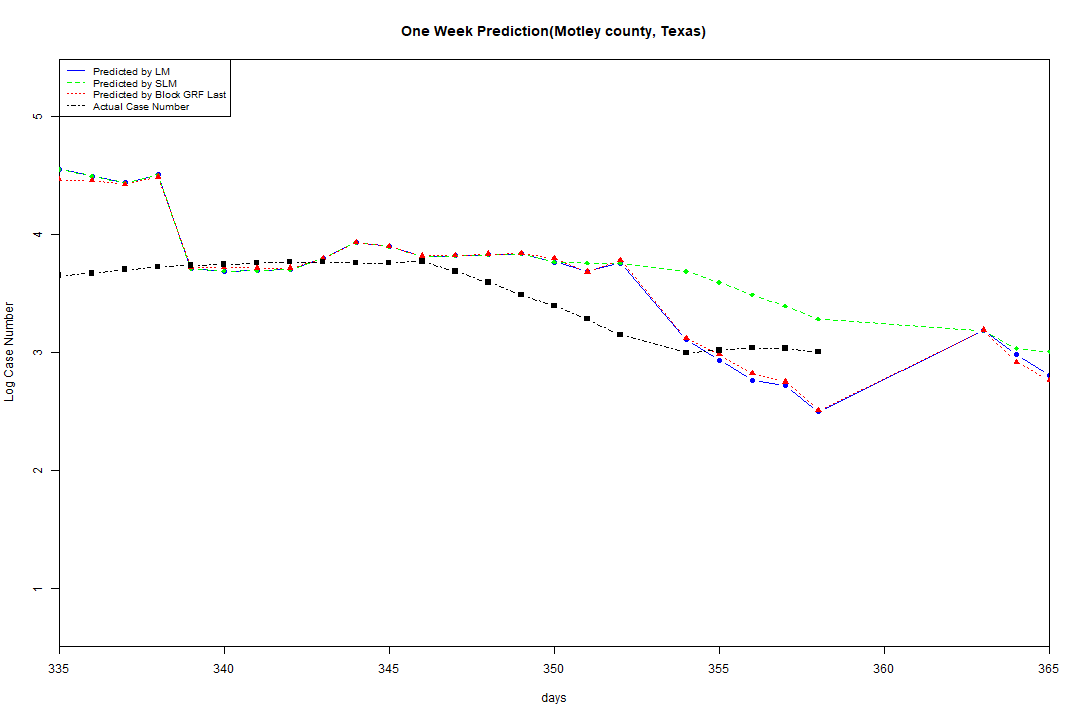 One Week Prediction(Motley county, Texas)
Predicted by LM
Predicted by SLM
Predicted by Block GRF Last
Actual Case Number
5
4
3
2
1
Log Case Number
335 340 345 350 355 360 365
days